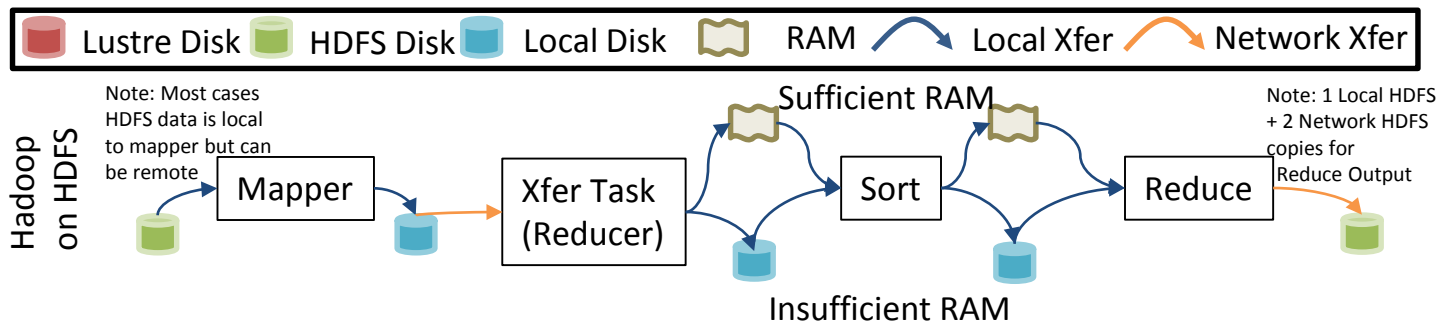 Lustre Disk HDFS Disk Local Disk RAM Local Xfer Network Xfer
Hadoop
on HDFS
Note: Most cases
HDFS data is local
to mapper but can
be remote
Mapper
Xfer Task
(Reducer)
Sufficient RAM
Sort
Insufficient RAM
Reduce
Note: 1 Local HDFS
+ 2 Network HDFS
copies for
Reduce Output